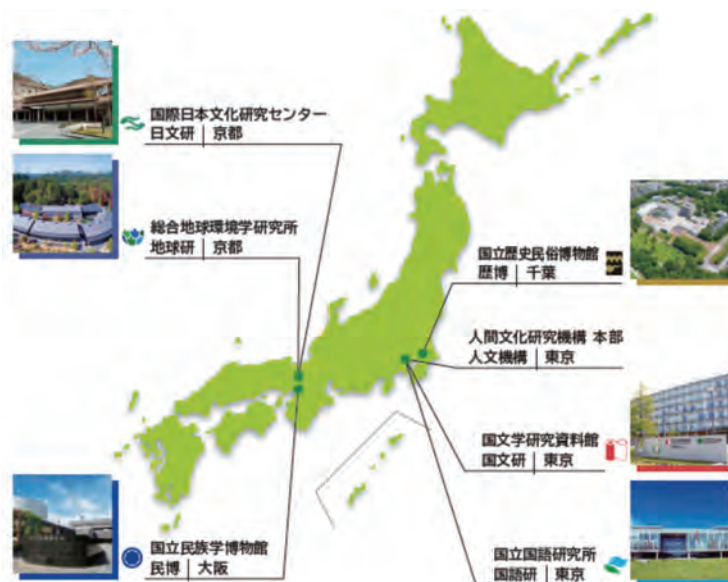 国際日本文化研究センター
日文研 | 京都
総合地球環境学研究所
地球研 | 京都
国立歴史民俗博物館
歴博 | 千葉
人間文化研究機構 本部
人文機構 | 東京
国文学研究資料館
国文研 | 東京
国立民族学博物館
民博 | 大阪
国立国語研究所
国語研 | 東京